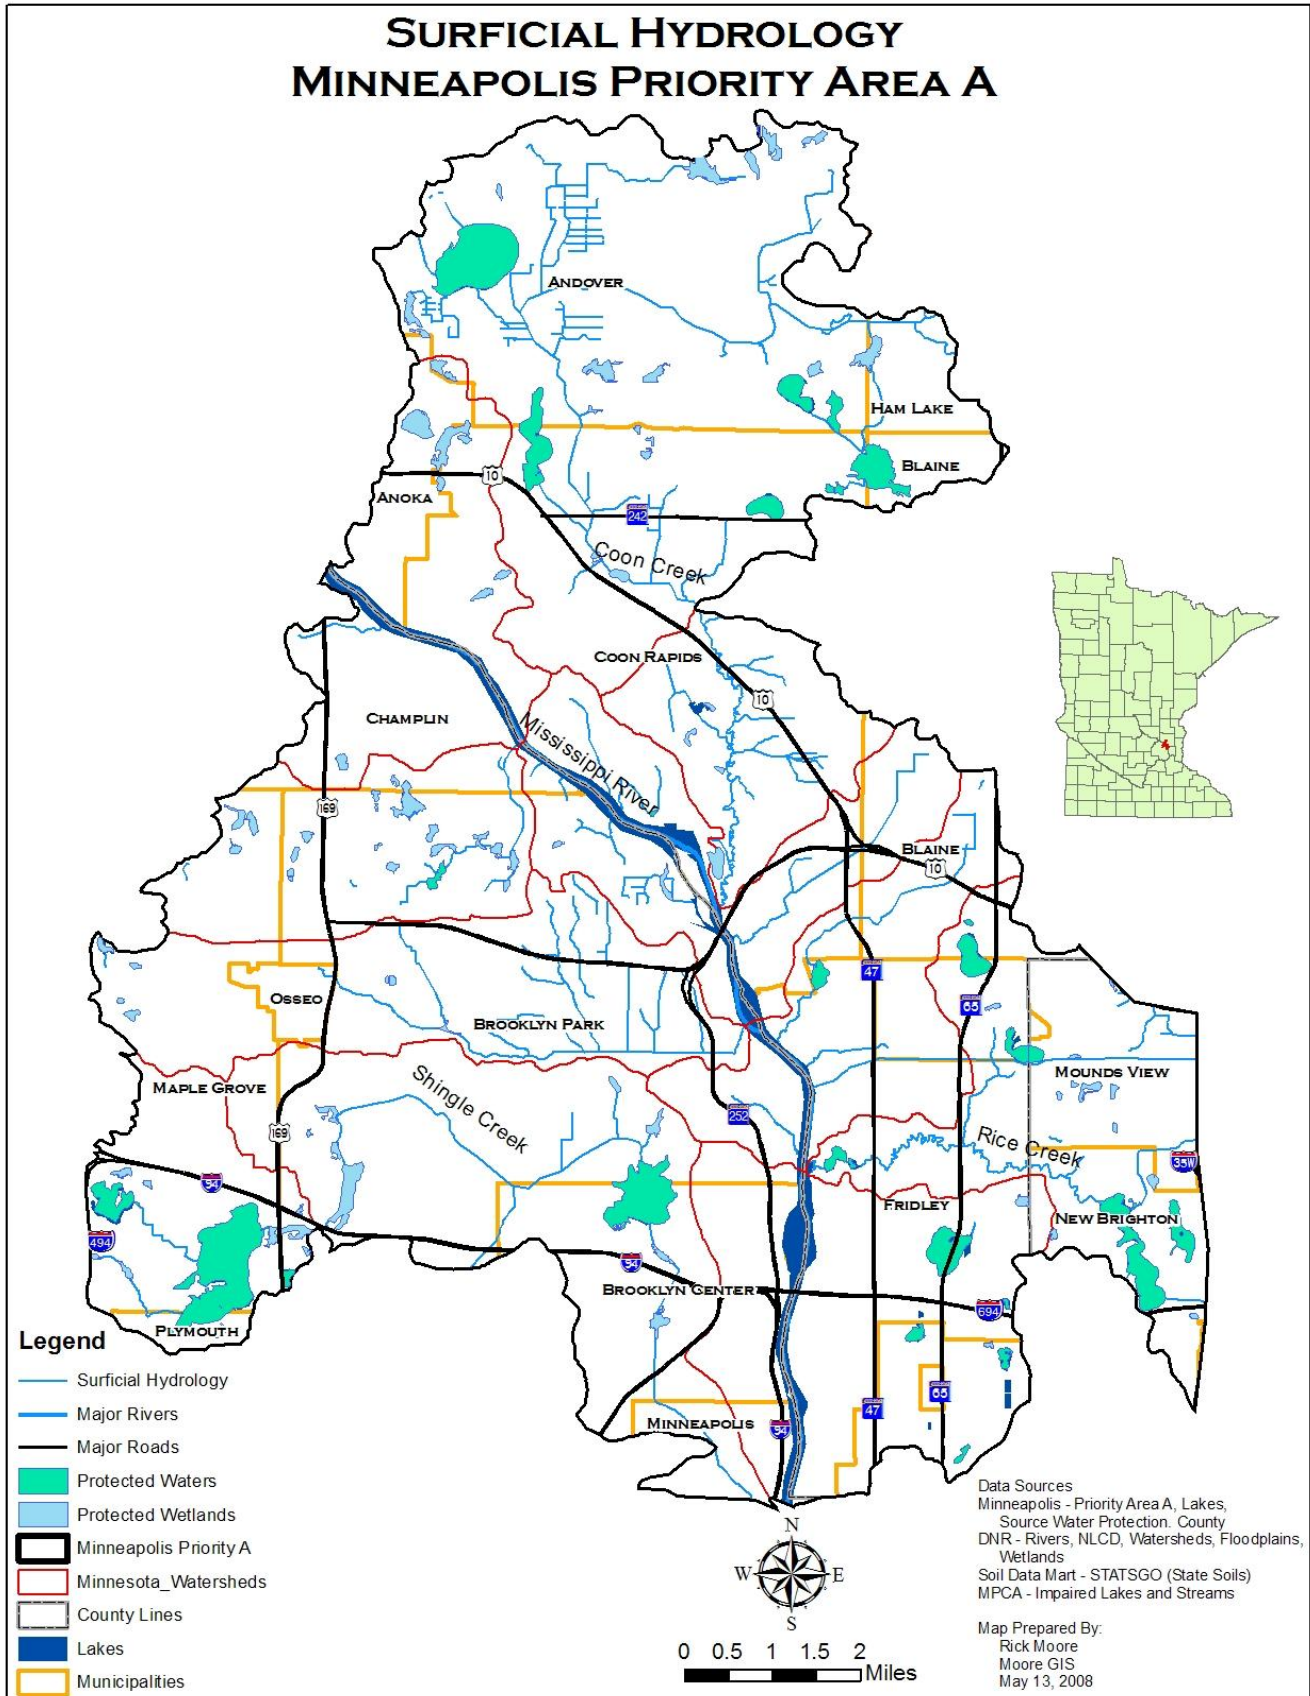 SURFICIAL HYDROLOGY
MINNEAPOLIS PRIORITY AREA A
ANDOVER
HAM LAKE
BLAINE
10
ANOKA
242
Coon Creek
COON RAPIDS
10
CHAMPLIN
Mississippi River
169
BLAINE
10
47
OSSEO
65
BROOKLYN PARK
MOUNDS VIEW
MAPLE GROVE
Shingle Creek
252
169
Rice Creek
35W
94
FRIDLEY
NEW BRIGHTON
494
94
BROOKLYN CENTER
694
PLYMOUTH
65
47
MINNEAPOLIS
94
Legend
Surficial Hydrology
Major Rivers
Major Roads
Protected Waters
Protected Wetlands
Minneapolis Priority A
Minnesota_Watersheds
County Lines
Lakes
Municipalities
N
W E
S
0 0.5 1 1.5 2
Miles
Data Sources
Minneapolis - Priority Area A, Lakes,
Source Water Protection. County
DNR - Rivers, NLCD, Watersheds, Floodplains,
Wetlands
Soil Data Mart - STATSGO (State Soils)
MPCA - Impaired Lakes and Streams
Map Prepared By:
Rick Moore
Moore GIS
May 13, 2008